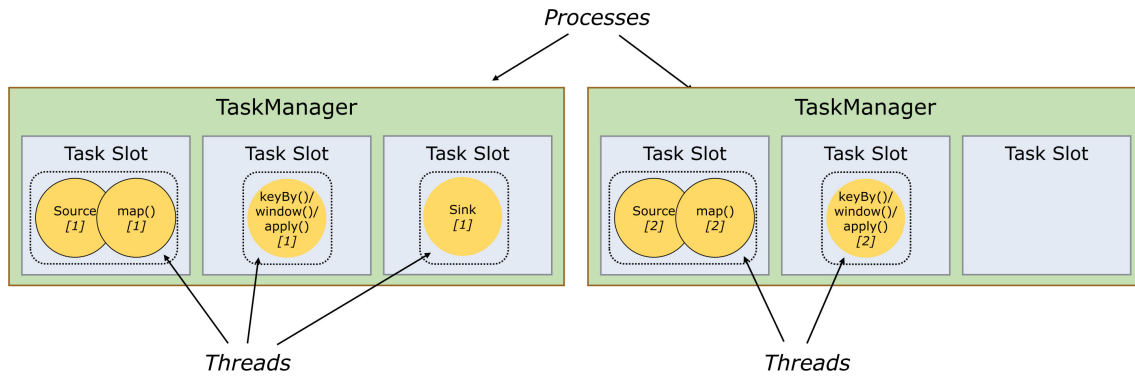 Processes
TaskManager
Task Slot
Source
[1]
map()
[1]
Task Slot
keyBy()/
window()/
apply()
[1]
Task Slot
Sink
[1]
TaskManager
Task Slot
Source
[2]
map()
[2]
Task Slot
keyBy()/
window()/
apply()
[2]
Task Slot
Threads
Threads